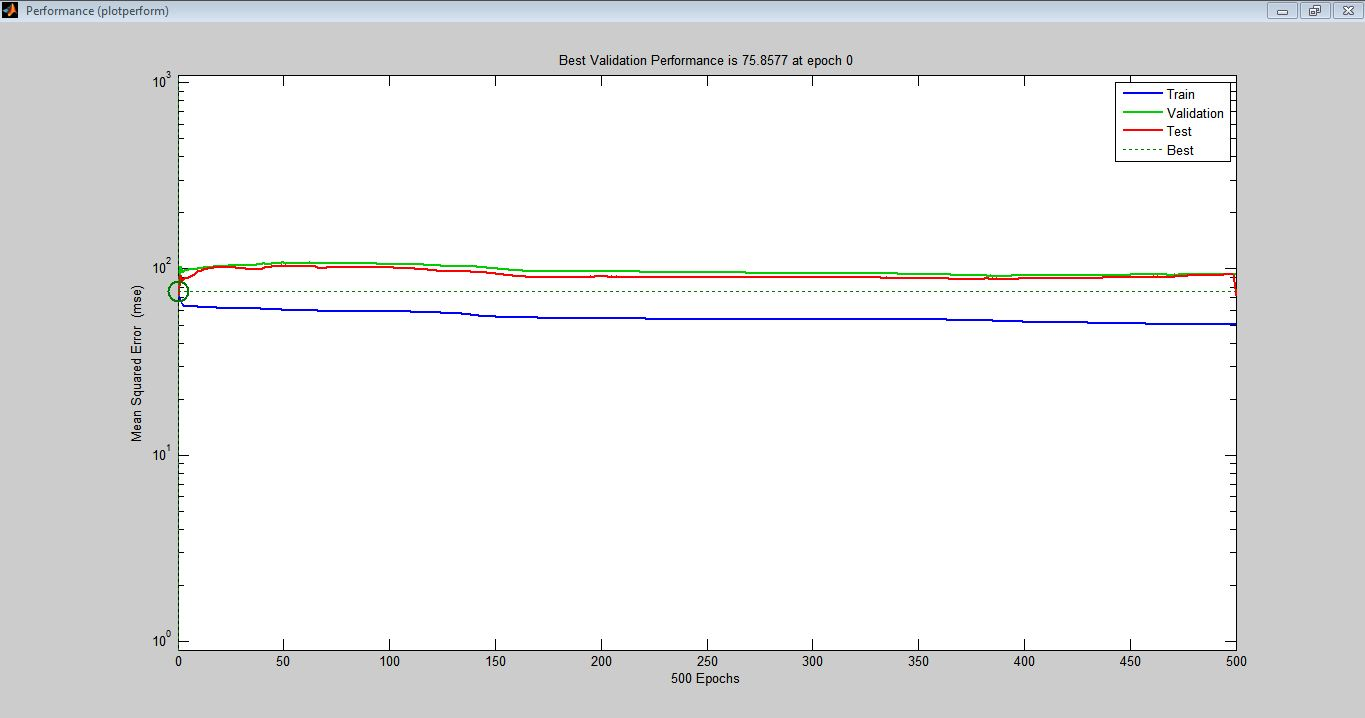 Performance (plotperform)
Best Validation Performance is 75.8577 at epoch 0
Train
Validation
Test
Best
10^3
10^2
10^1
10^0
Mean Squared Error (mse)
0 50 100 150 200 250 300 350 400 450 500
500 Epochs